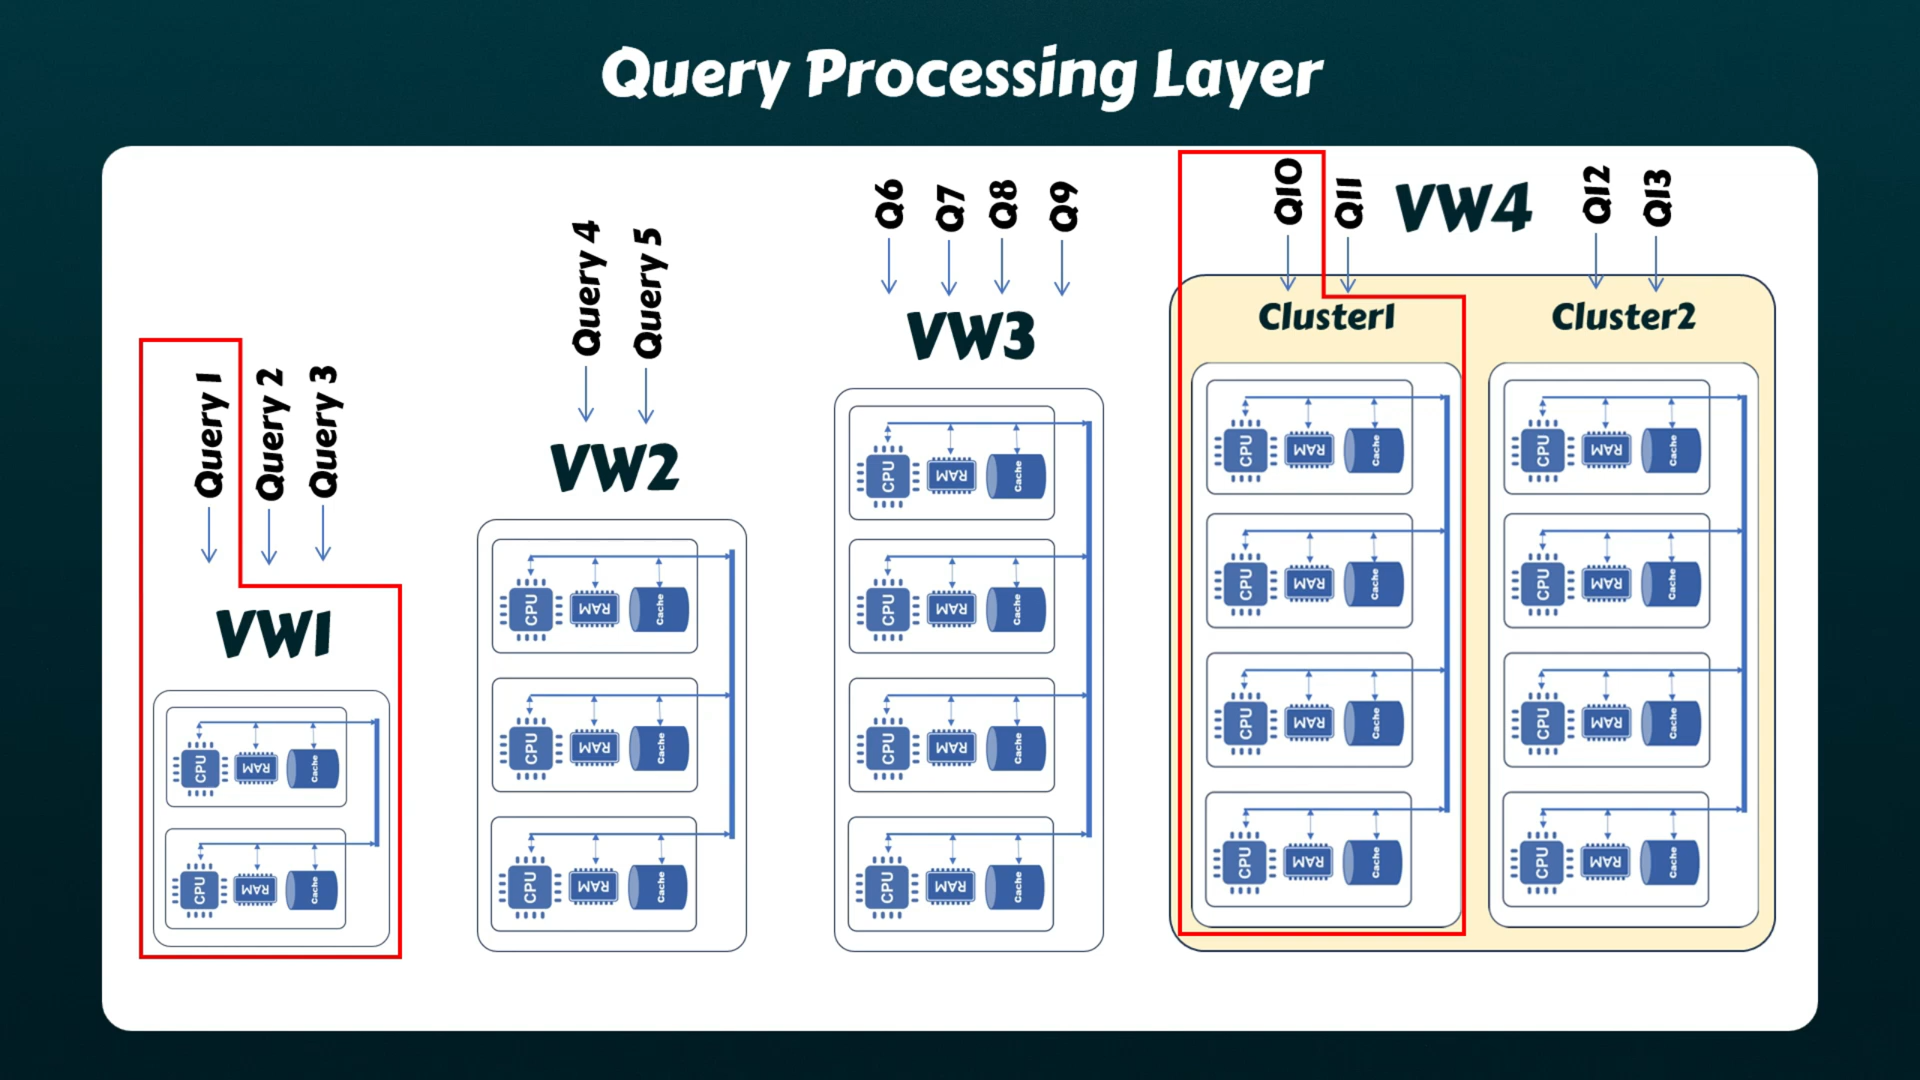 Query Processing Layer
Query 1
Query 2
Query 3
VW1
CPU
RAM
Cache
CPU
RAM
Cache
Query 4
Query 5
VW2
CPU
RAM
Cache
CPU
RAM
Cache
CPU
RAM
Cache
Q6
Q7
Q8
Q9
VW3
CPU
RAM
Cache
CPU
RAM
Cache
CPU
RAM
Cache
CPU
RAM
Cache
Q10
Q11
VW4
Q12
Q13
Cluster1
CPU
RAM
Cache
CPU
RAM
Cache
CPU
RAM
Cache
CPU
RAM
Cache
Cluster2
CPU
RAM
Cache
CPU
RAM
Cache
CPU
RAM
Cache
CPU
RAM
Cache